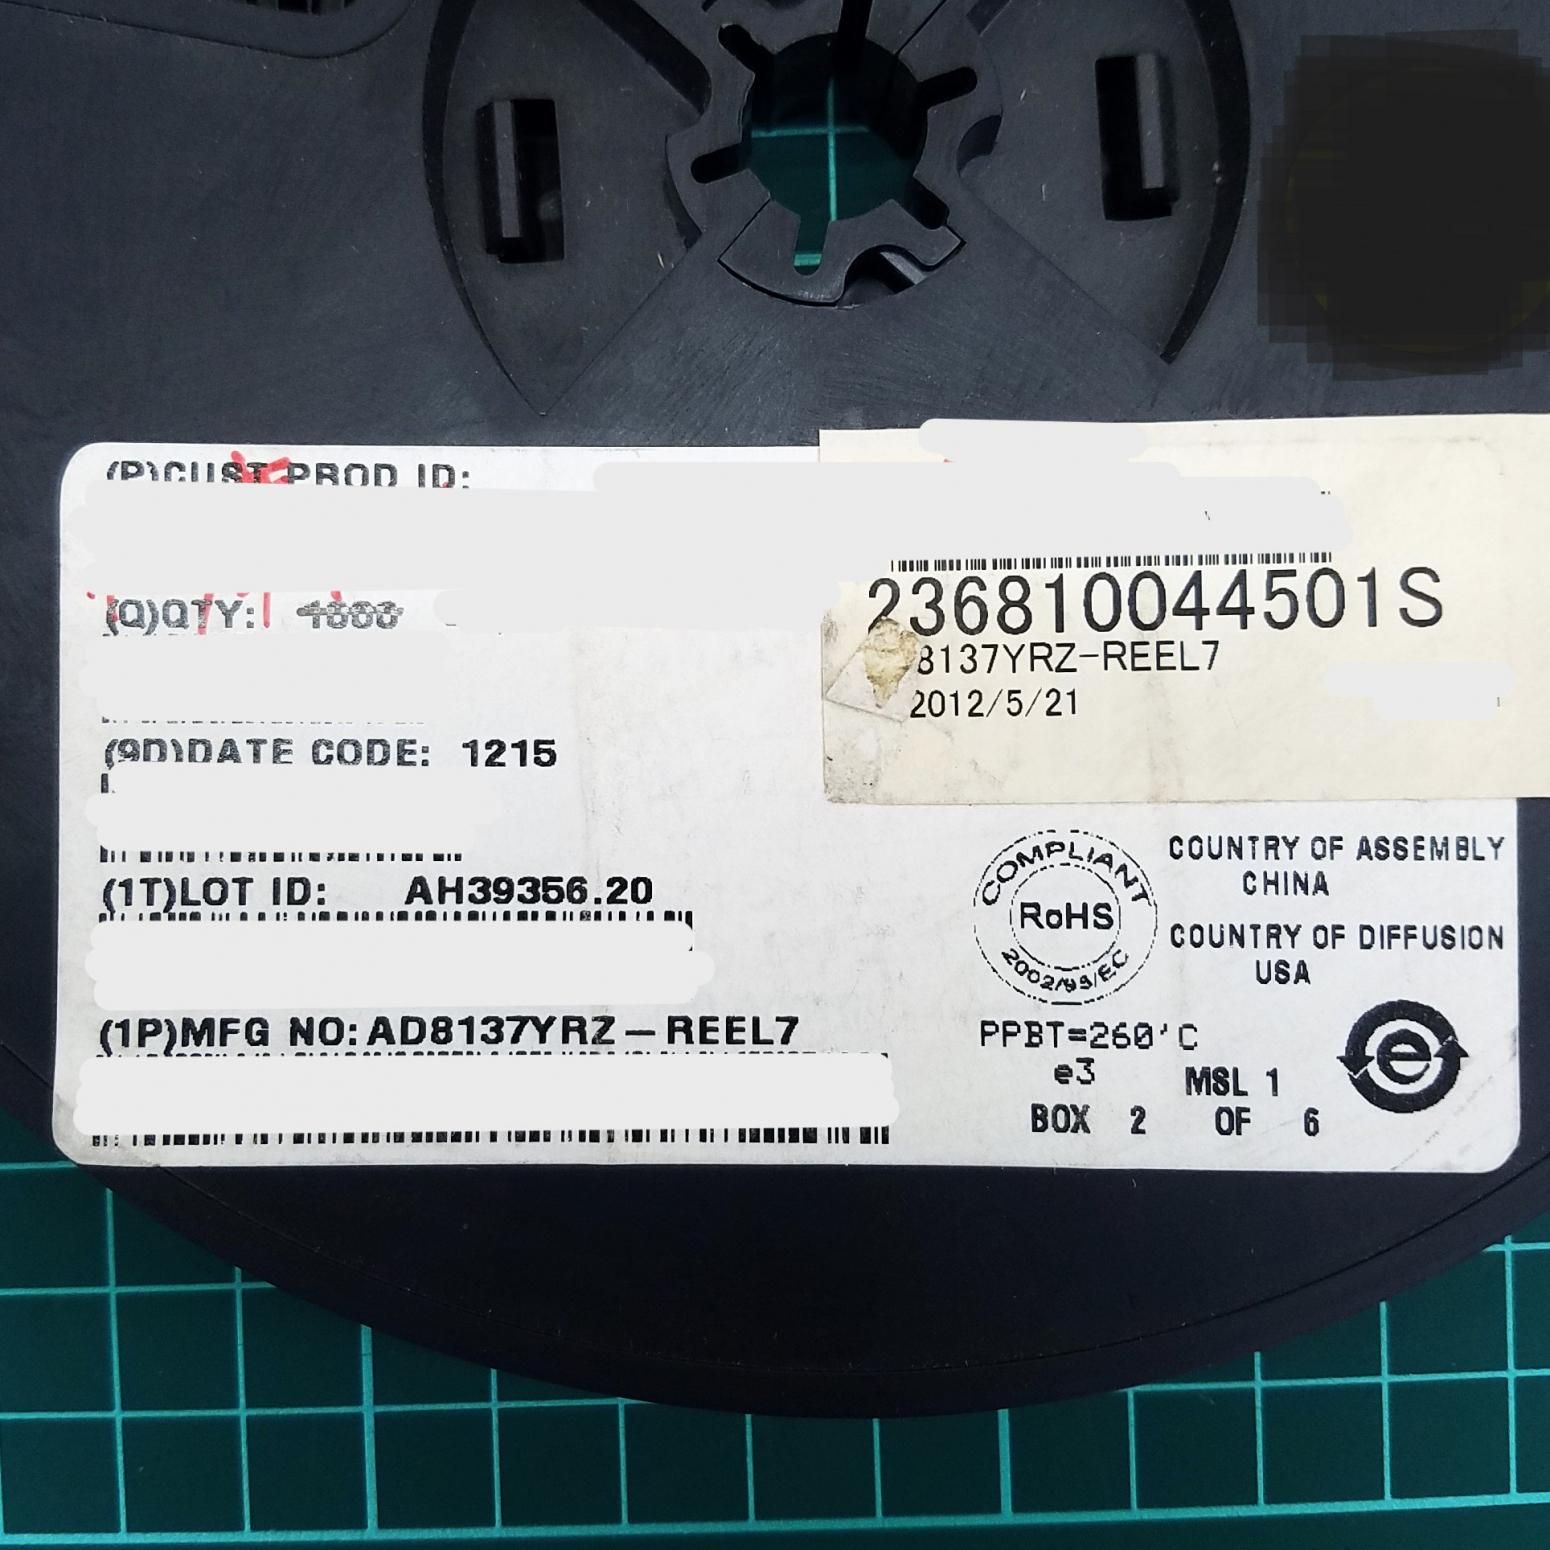 (P)CUST PROD ID:
236810044501S
(Q)QTY: 1000
8137YRZ-REEL7
2012/5/21
(9D)DATE CODE: 1215
COMPLIANT
RoHS
2002/95/EC
COUNTRY OF ASSEMBLY
CHINA
(1T)LOT ID: AH39356.20
COUNTRY OF DIFFUSION
USA
(1P)MFG NO: AD8137YRZ-REEL7
PPBT=260'C
e3
MSL 1
e
BOX 2 OF 6